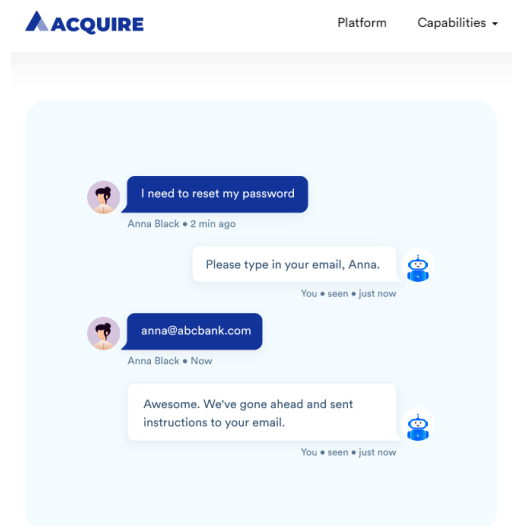 ACQUIRE
Platform
Capabilities
I need to reset my password
Anna Black • 2 min ago
Please type in your email, Anna.
You • seen • just now
anna@abcbank.com
Anna Black • Now
Awesome. We've gone ahead and sent
instructions to your email.
You • seen • just now